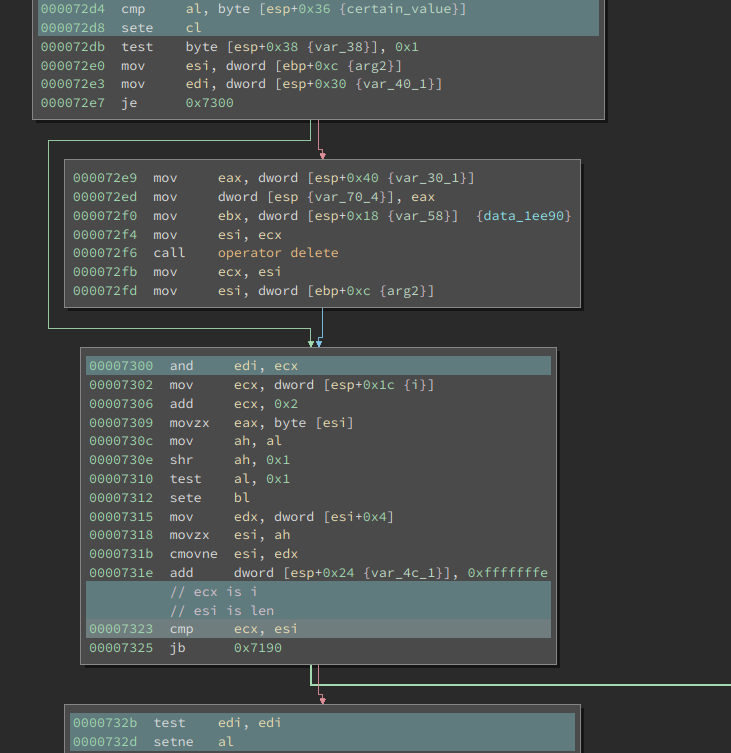 000072d4 cmp al, byte [esp+0x36 {certain_value}]
000072d8 sete cl
000072db test byte [esp+0x38 {var_38}], 0x1
000072e0 mov esi, dword [ebp+0xc {arg2}]
000072e3 mov edi, dword [esp+0x30 {var_40_1}]
000072e7 je 0x7300
000072e9 mov eax, dword [esp+0x40 {var_30_1}]
000072ed mov dword [esp {var_70_4}], eax
000072f0 mov ebx, dword [esp+0x18 {var_58}] {data_1ee90}
000072f4 mov esi, ecx
000072f6 call operator delete
000072fb mov ecx, esi
000072fd mov esi, dword [ebp+0xc {arg2}]
00007300 and edi, ecx
00007302 mov ecx, dword [esp+0x1c {i}]
00007306 add ecx, 0x2
00007309 movzx eax, byte [esi]
0000730c mov ah, al
0000730e shr ah, 0x1
00007310 test al, 0x1
00007312 sete bl
00007315 mov edx, dword [esi+0x4]
00007318 movzx esi, ah
0000731b cmovne esi, edx
0000731e add dword [esp+0x24 {var_4c_1}], 0xfffffffe
// ecx is i
// esi is len
00007323 cmp ecx, esi
00007325 jb 0x7190
0000732b test edi, edi
0000732d setne al